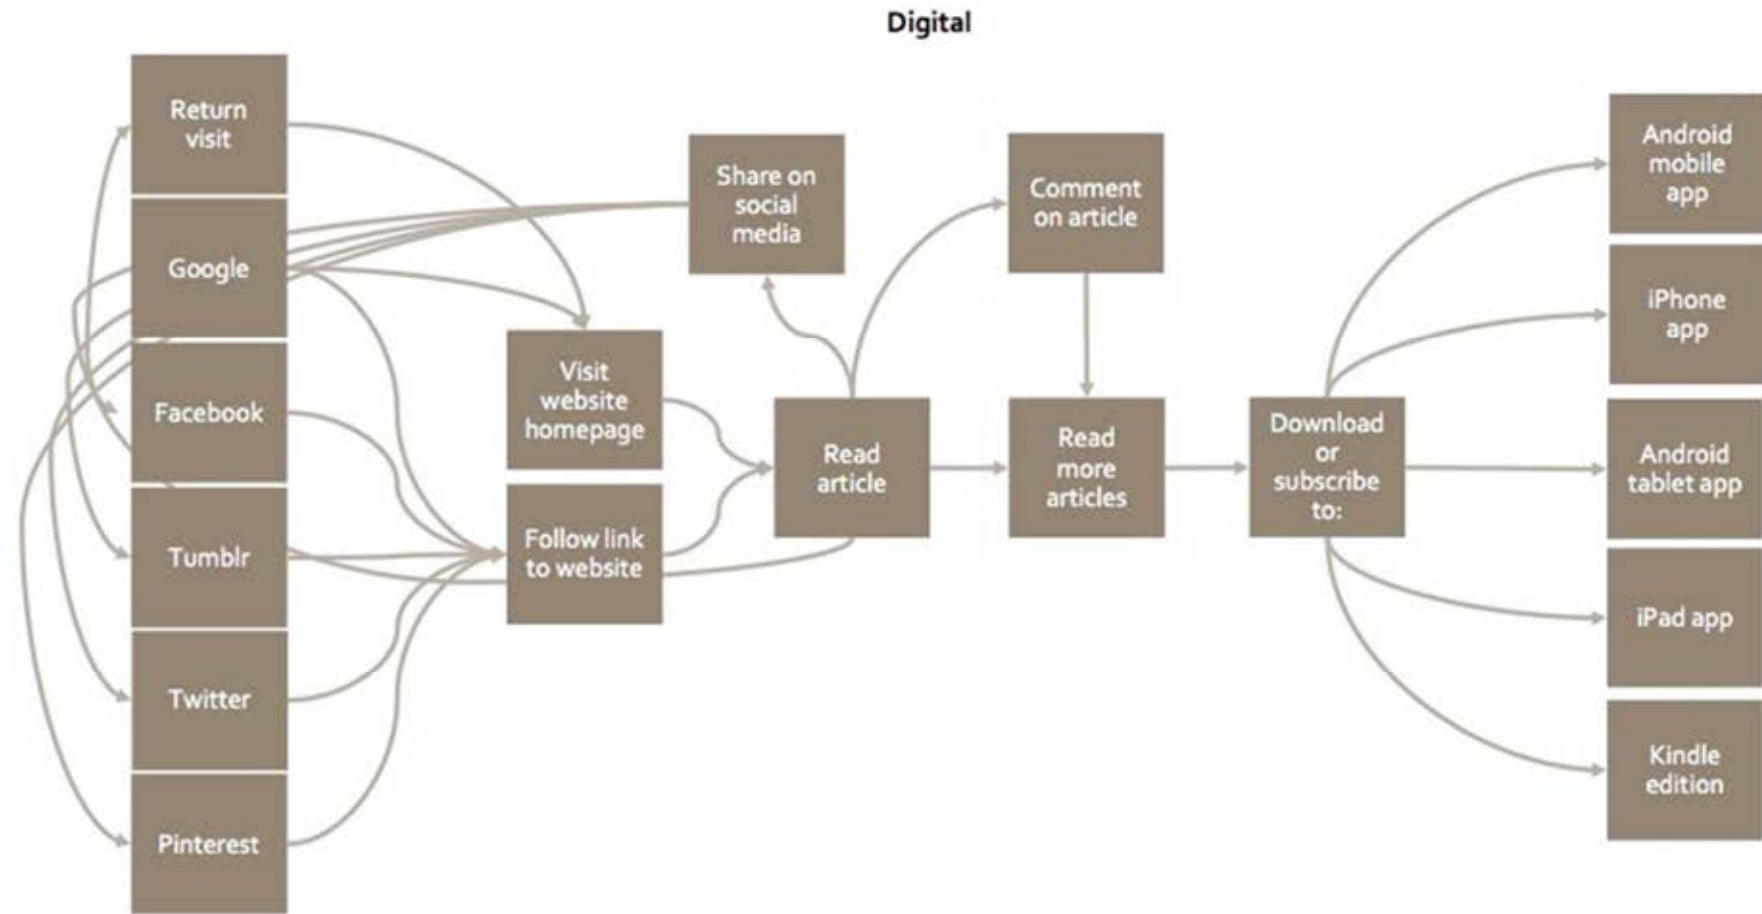 Digital
Return
visit
Google
Facebook
Tumblr
Twitter
Pinterest
Visit
website
homepage
Follow link
to website
Share on
social
media
Read
article
Comment
on article
Read
more
articles
Download
or
subscribe
to:
Android
mobile
app
iPhone
app
Android
tablet app
iPad app
Kindle
edition